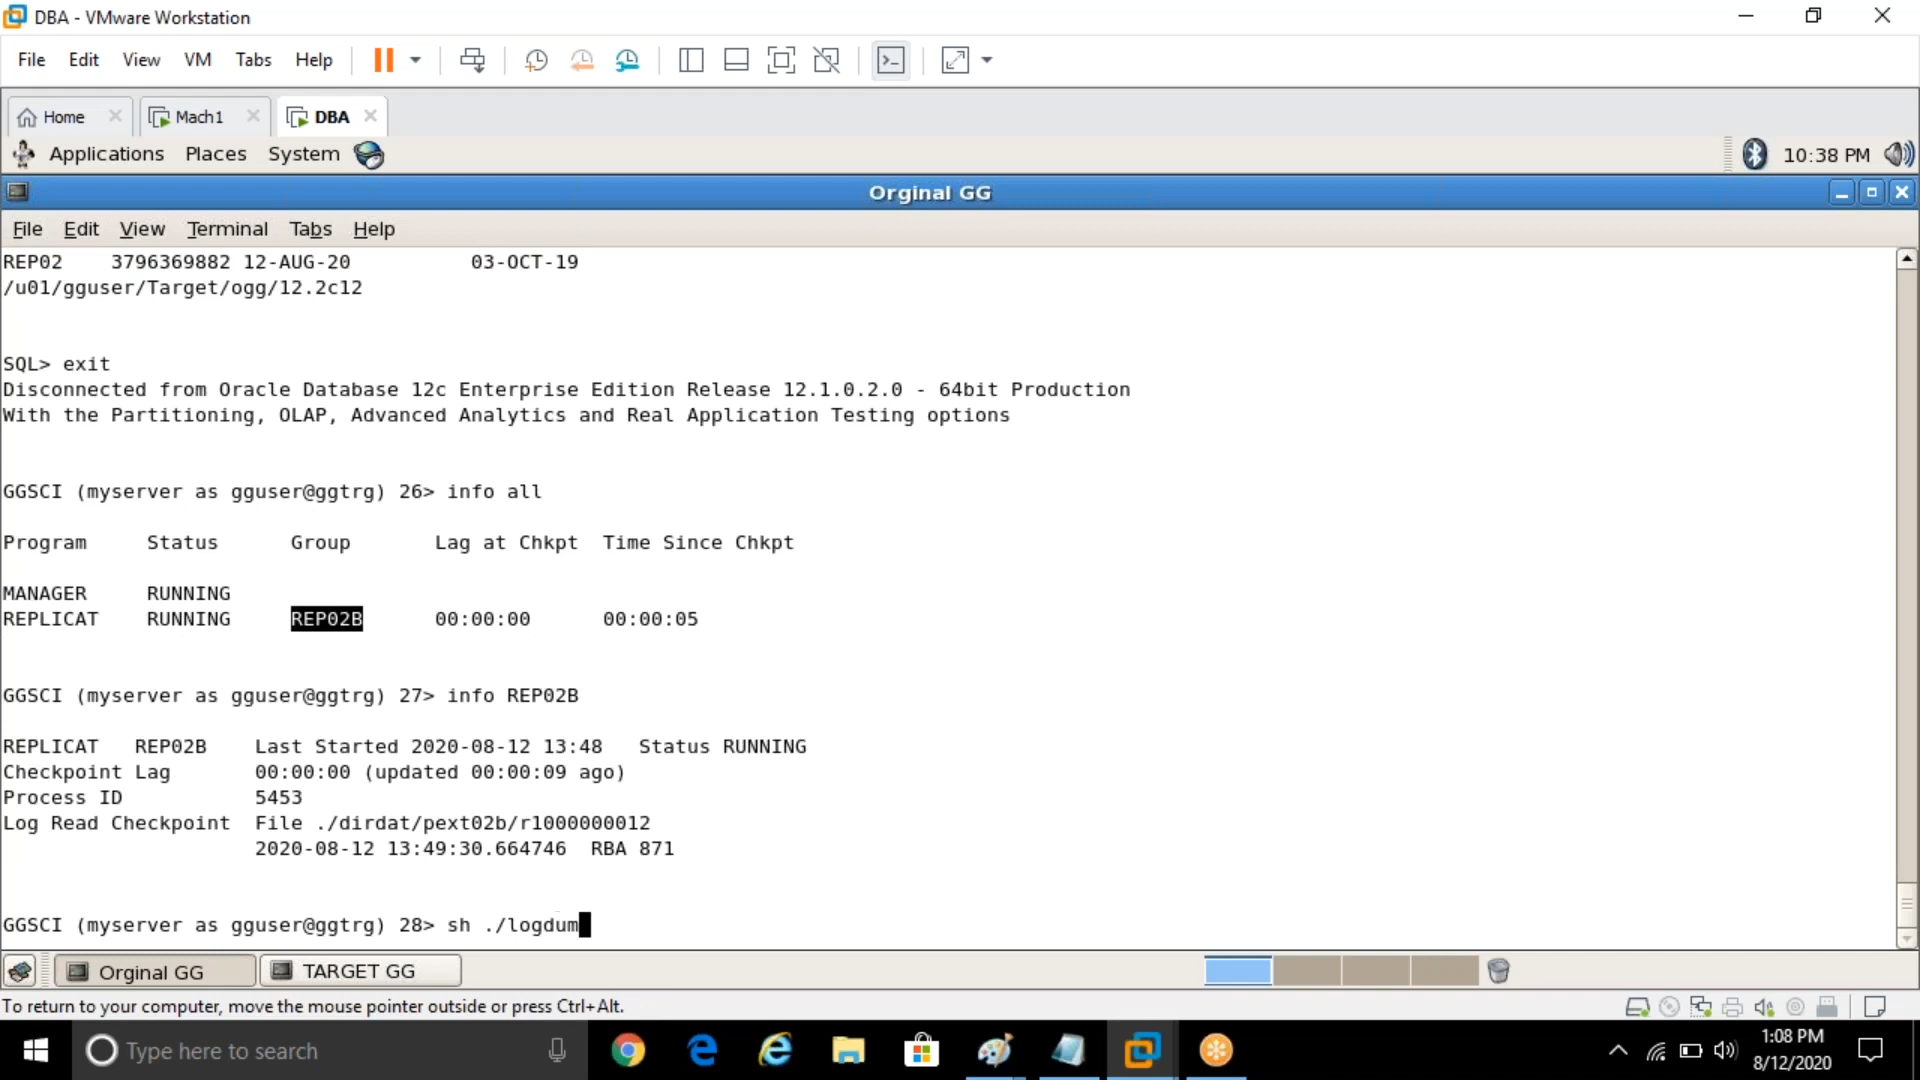 DBA - VMware Workstation
File Edit View VM Tabs Help
Home Mach1 DBA
Applications Places System 10:38 PM
Orginal GG
File Edit View Terminal Tabs Help
REP02 3796369882 12-AUG-20 03-OCT-19
/u01/gguser/Target/ogg/12.2c12
SQL> exit
Disconnected from Oracle Database 12c Enterprise Edition Release 12.1.0.2.0 - 64bit Production
With the Partitioning, OLAP, Advanced Analytics and Real Application Testing options
GGSCI (myserver as gguser@ggtrg) 26> info all
Program Status Group Lag at Chkpt Time Since Chkpt
MANAGER RUNNING
REPLICAT RUNNING REP02B 00:00:00 00:00:05
GGSCI (myserver as gguser@ggtrg) 27> info REP02B
REPLICAT REP02B Last Started 2020-08-12 13:48 Status RUNNING
Checkpoint Lag 00:00:00 (updated 00:00:09 ago)
Process ID 5453
Log Read Checkpoint File ./dirdat/pext02b/r1000000012
2020-08-12 13:49:30.664746 RBA 871
GGSCI (myserver as gguser@ggtrg) 28> sh ./logdum
Orginal GG TARGET GG
To return to your computer, move the mouse pointer outside or press Ctrl+Alt.
Type here to search
1:08 PM
8/12/2020